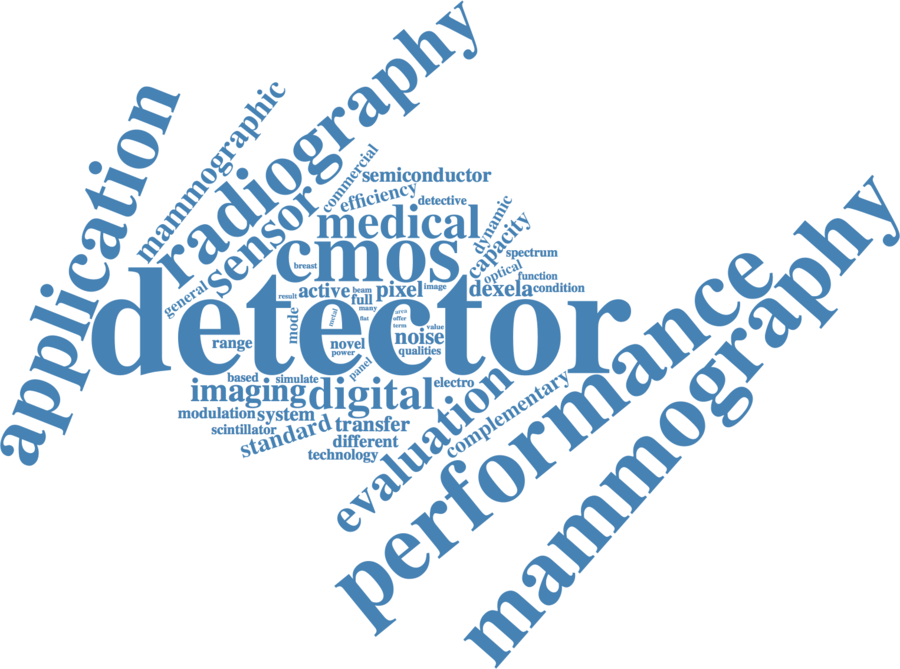 radiography
application
mammographic
commercial
semiconductor
efficiency
sensor
detective
medical
dynamic
capacity
cmos
spectrum
breast
optical
function
general
active
beam
pixel
image
dexela
condition
result
full
many
detector
mode
metal
flat
area
offer
term
value
range
novel
noise
power
qualities
panel
based
simulate
electro
imaging
digital
evaluation
complementary
performance
mammography
modulation
system
scintillator
standard
transfer
different
technology